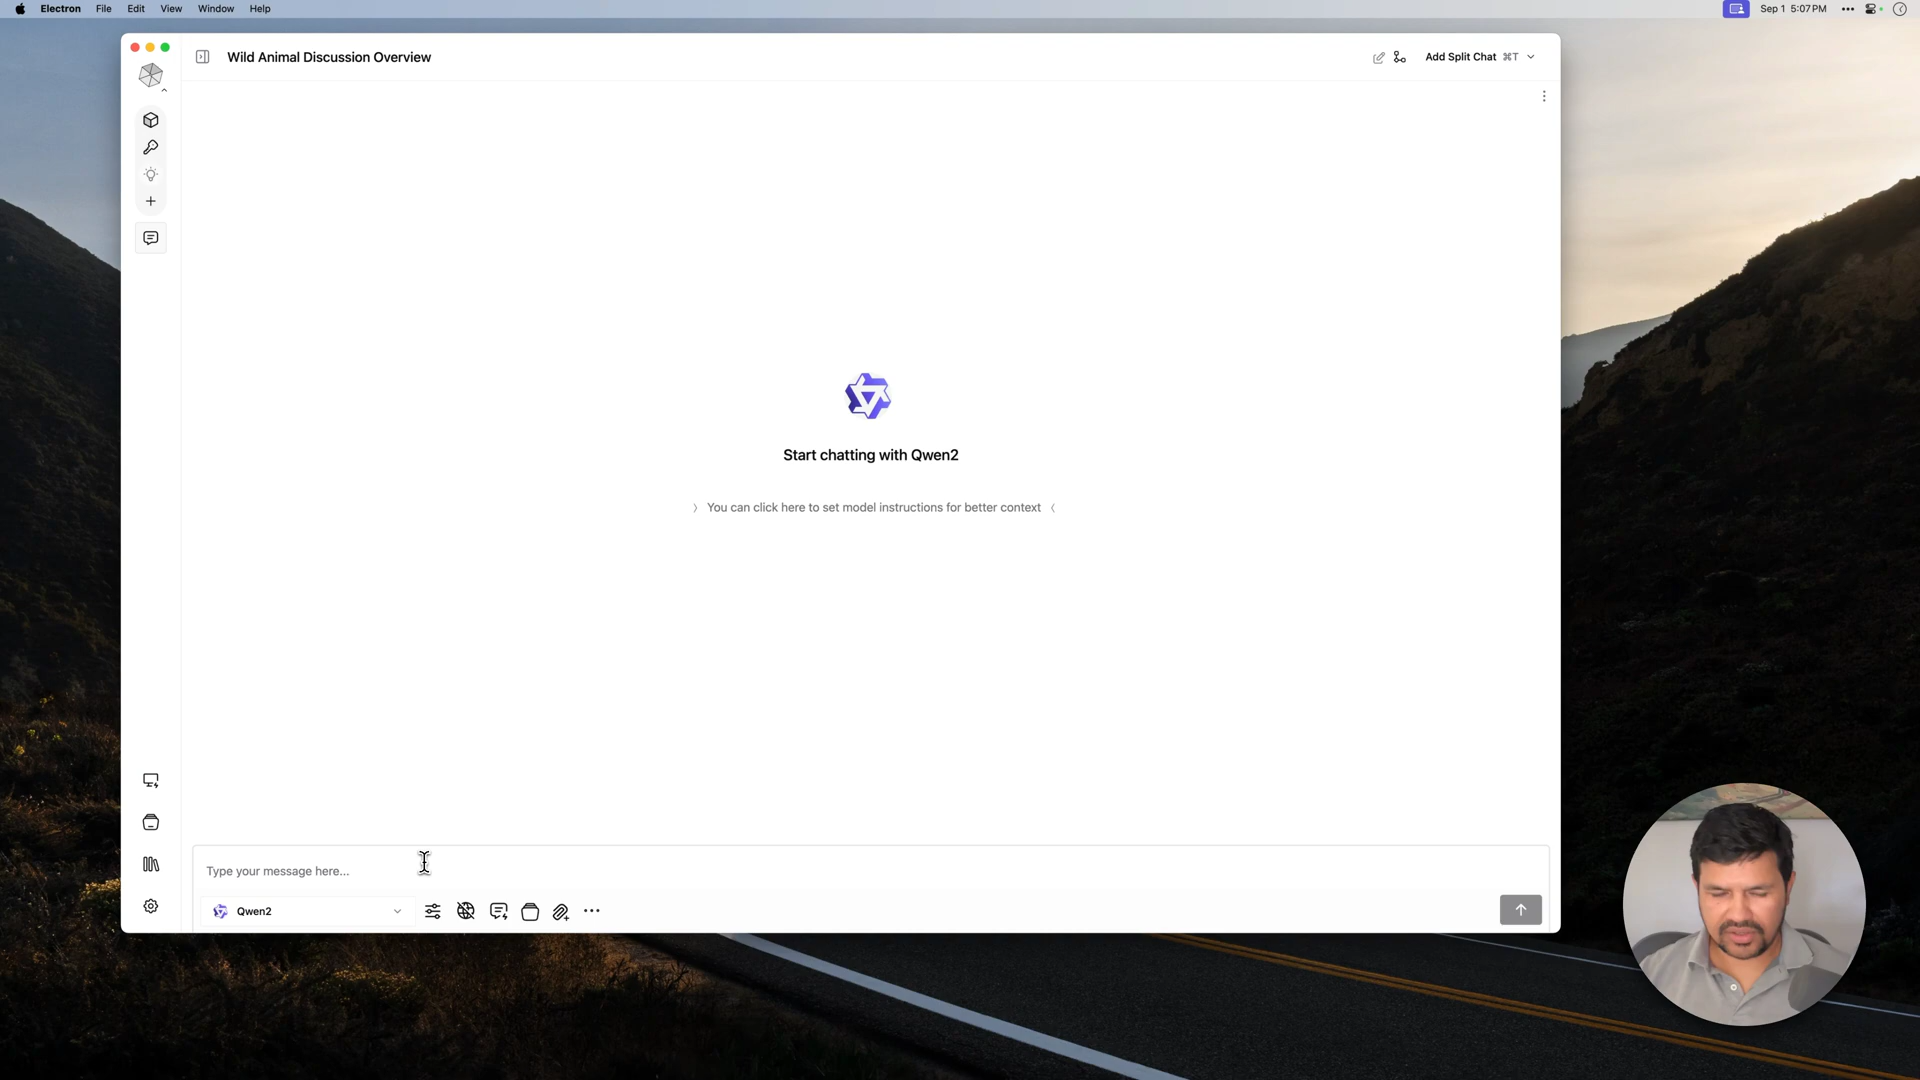 Electron File Edit View Window Help
Sep 1 5:07 PM
Wild Animal Discussion Overview
Add Split Chat ⌘T
Start chatting with Qwen2
You can click here to set model instructions for better context
Type your message here...
Qwen2